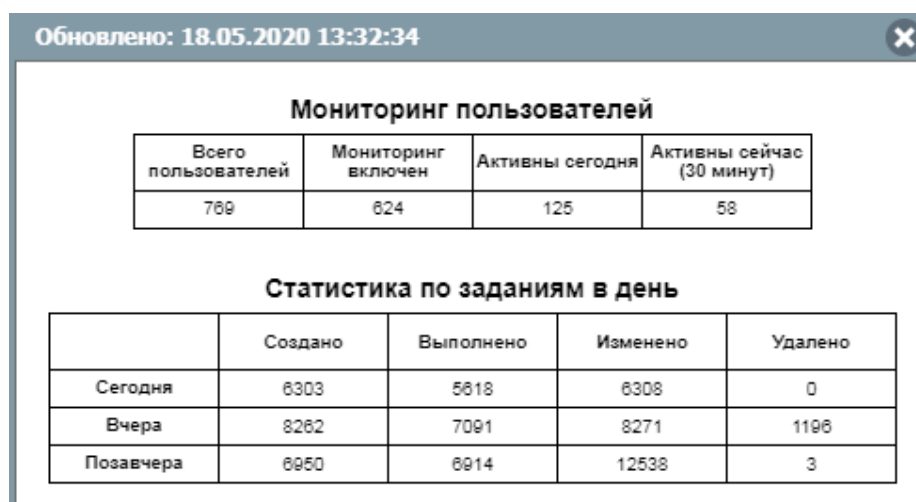 Обновлено: 18.05.2020 13:32:34
Мониторинг пользователей
Всего пользователей Мониторинг включен Активны сегодня Активны сейчас (30 минут)
769 624 125 58
Статистика по заданиям в день
Создано Выполнено Изменено Удалено
Сегодня 6303 5618 6308 0
Вчера 8262 7091 8271 1196
Позавчера 6950 6914 12538 3